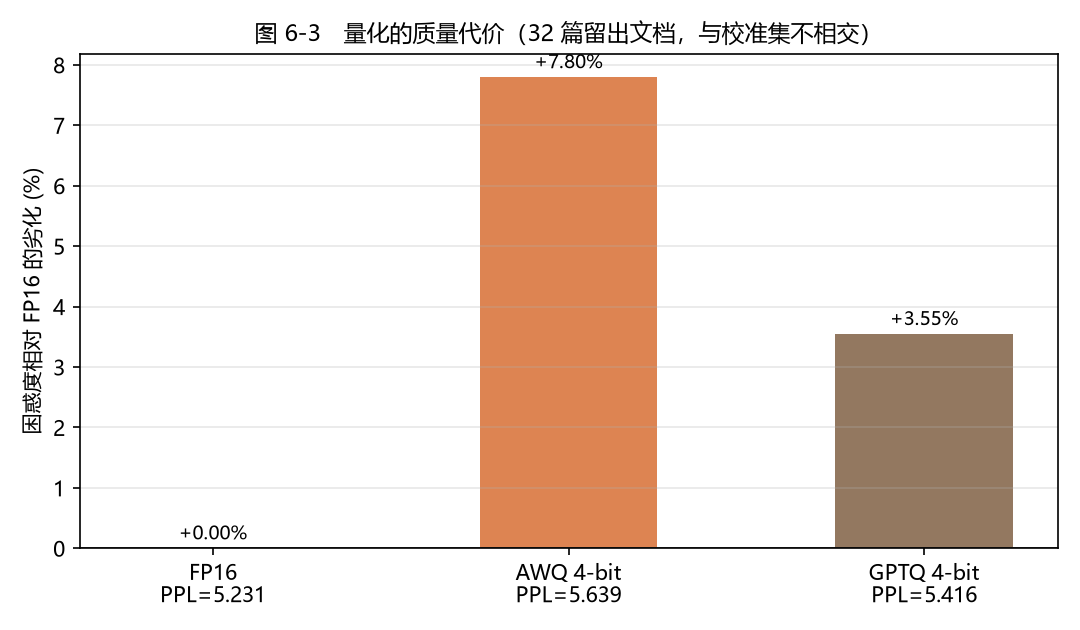 图 6-3　量化的质量代价（32 篇留出文档，与校准集不相交）
困惑度相对 FP16 的劣化 (%)
8
7
6
5
4
3
2
1
0
+0.00%
+7.80%
+3.55%
FP16
PPL=5.231
AWQ 4-bit
PPL=5.639
GPTQ 4-bit
PPL=5.416